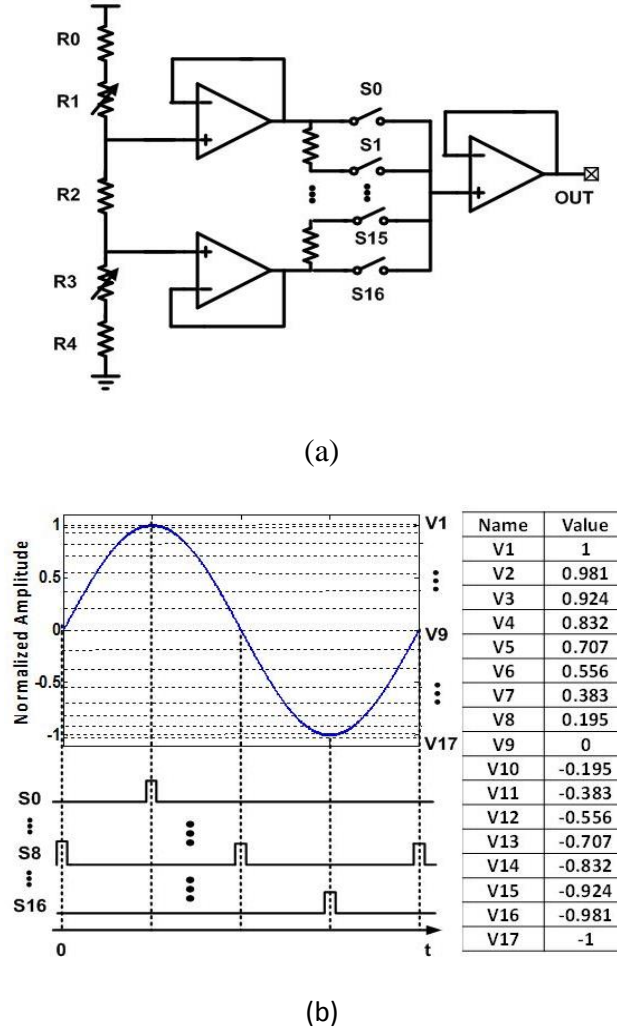 R0
R1
R2
R3
R4
S0
S1
S15
S16
OUT
(a)
Normalized Amplitude
1
0.5
0
-0.5
-1
V1
V9
V17
S0
S8
S16
0
t
Name Value
V1 1
V2 0.981
V3 0.924
V4 0.832
V5 0.707
V6 0.556
V7 0.383
V8 0.195
V9 0
V10 -0.195
V11 -0.383
V12 -0.556
V13 -0.707
V14 -0.832
V15 -0.924
V16 -0.981
V17 -1
(b)